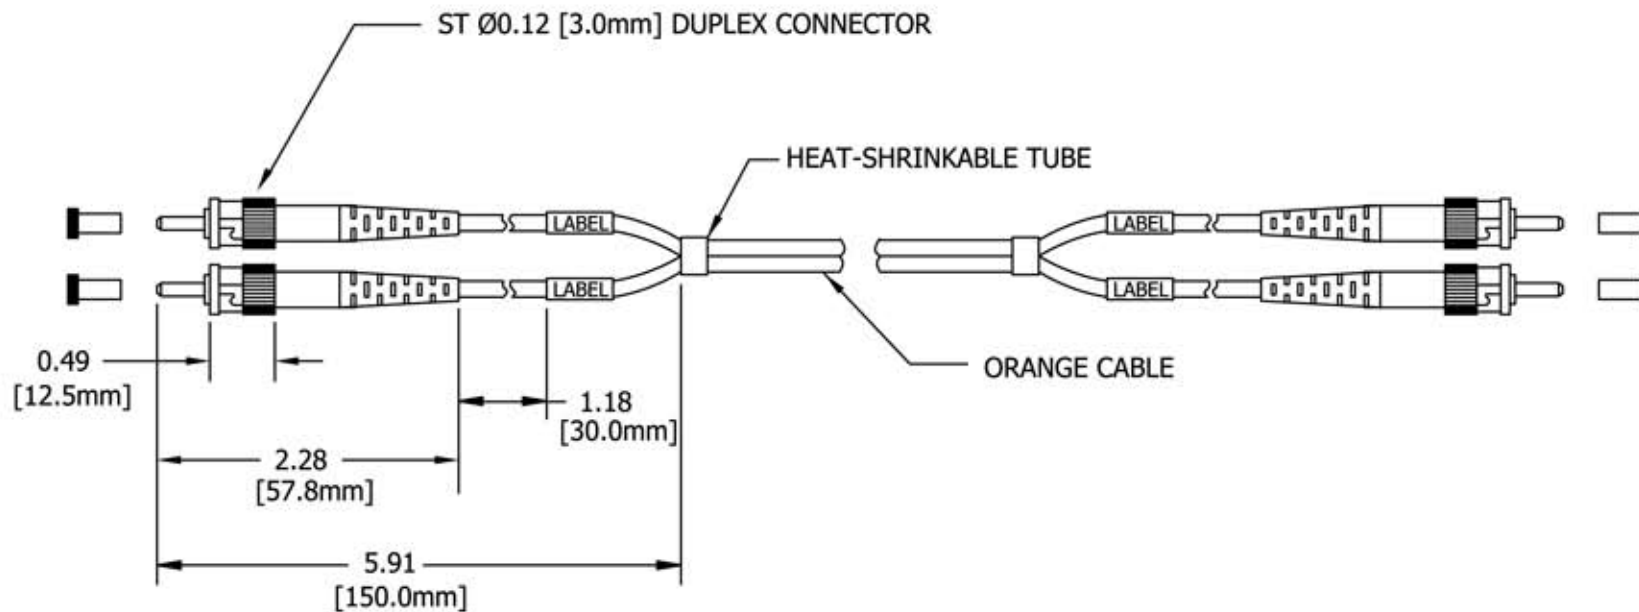 ST Ø0.12 [3.0mm] DUPLEX CONNECTOR
HEAT-SHRINKABLE TUBE
LABEL
LABEL
LABEL
LABEL
ORANGE CABLE
0.49
[12.5mm]
1.18
[30.0mm]
2.28
[57.8mm]
5.91
[150.0mm]